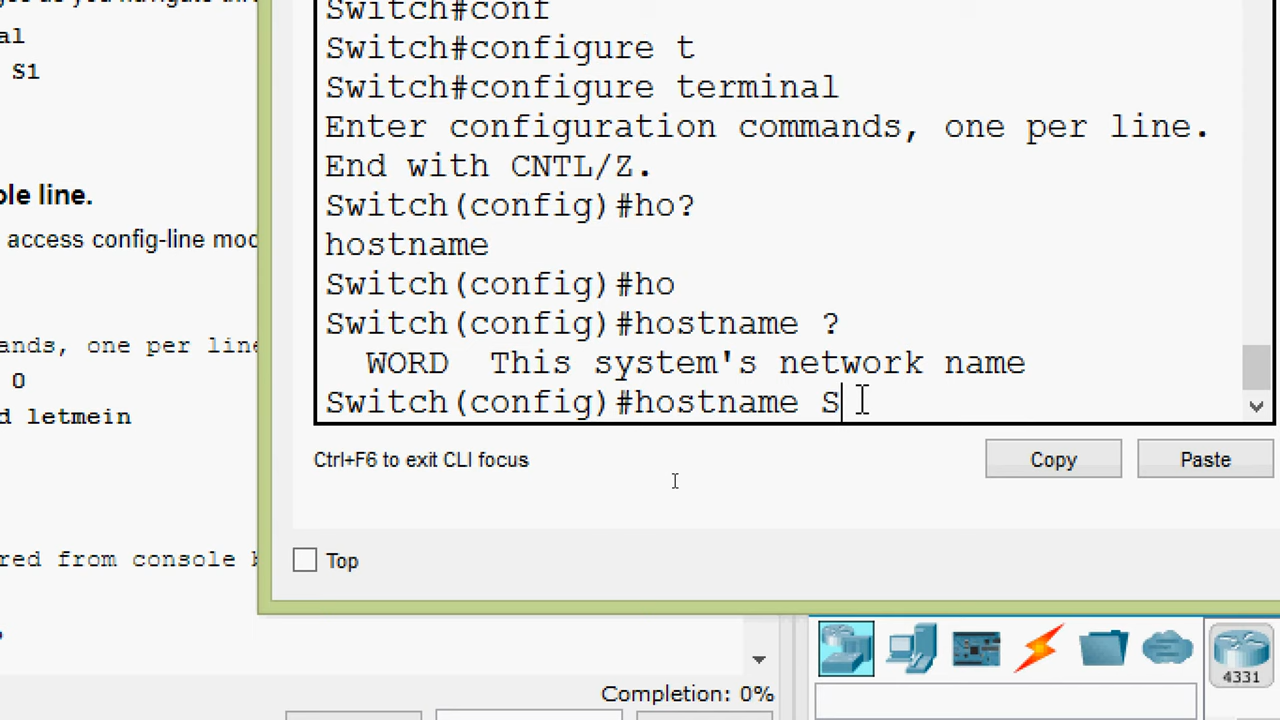 al
S1
ble line.
access config-line mod
ands, one per line
0
d letmein
red from console
Switch#conf
Switch#configure t
Switch#configure terminal
Enter configuration commands, one per line.
End with CNTL/Z.
Switch(config)#ho?
hostname
Switch(config)#ho
Switch(config)#hostname ?
WORD This system's network name
Switch(config)#hostname S
Ctrl+F6 to exit CLI focus
Copy
Paste
Top
Completion: 0%
4331